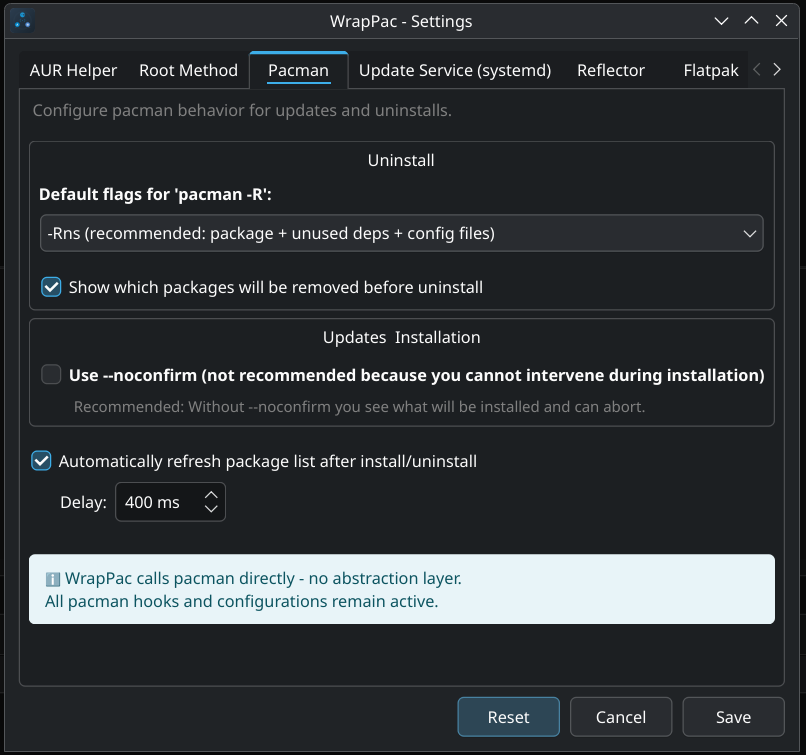 WrapPac - Settings
AUR Helper Root Method Pacman Update Service (systemd) Reflector Flatpak
Configure pacman behavior for updates and uninstalls.
Uninstall
Default flags for 'pacman -R':
-Rns (recommended: package + unused deps + config files)
Show which packages will be removed before uninstall
Updates  Installation
Use --noconfirm (not recommended because you cannot intervene during installation)
Recommended: Without --noconfirm you see what will be installed and can abort.
Automatically refresh package list after install/uninstall
Delay: 400 ms
ℹ WrapPac calls pacman directly - no abstraction layer.
All pacman hooks and configurations remain active.
Reset Cancel Save